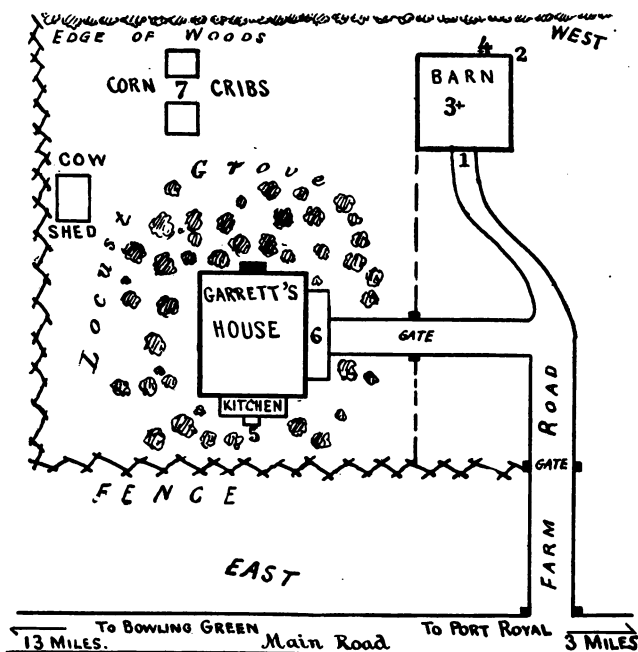 EDGE OF WOODS
WEST
4 2
BARN
3+
1
CORN 7 CRIBS
COW
SHED
Locust Grove
GARRETT'S
HOUSE
6
GATE
KITCHEN
5
ROAD
GATE
FENCE
FARM
EAST
TO BOWLING GREEN
13 MILES.
Main Road
TO PORT ROYAL
3 MILES